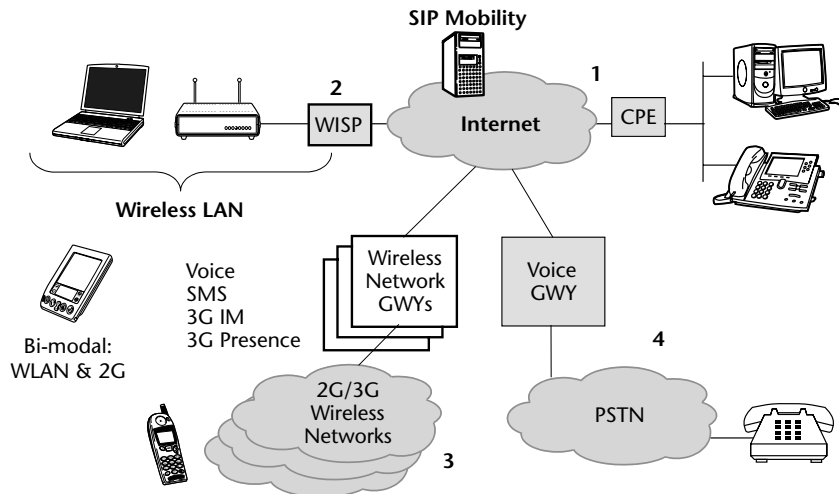 SIP Mobility
1
2
WISP
Internet
CPE
Wireless LAN
Voice
SMS
3G IM
3G Presence
Wireless
Network
GWYs
Voice
GWY
Bi-modal:
WLAN & 2G
4
2G/3G
Wireless
Networks
PSTN
3